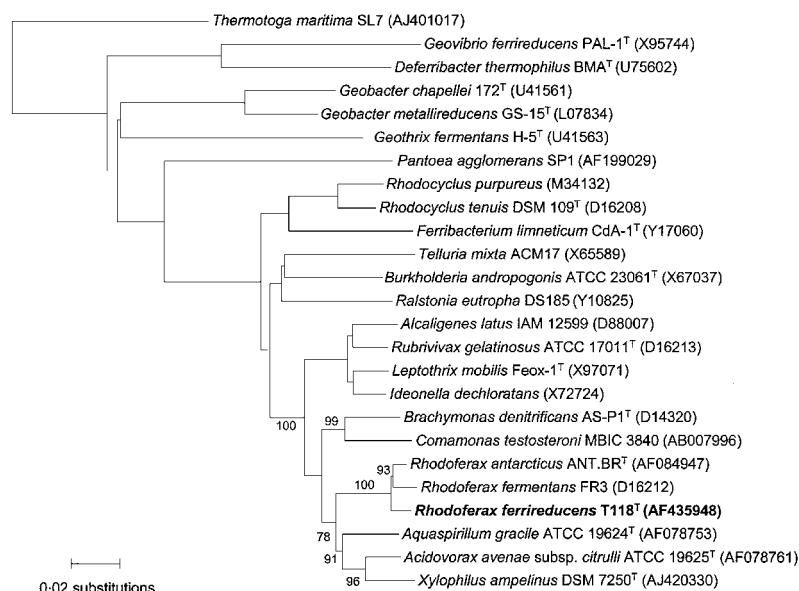 Thermotoga maritima SL7 (AJ401017)
Geovibrio ferrireducens PAL-1ᵀ (X95744)
Deferribacter thermophilus BMAᵀ (U75602)
Geobacter chapellei 172ᵀ (U41561)
Geobacter metallireducens GS-15ᵀ (L07834)
Geothrix fermentans H-5ᵀ (U41563)
Pantoea agglomerans SP1 (AF199029)
Rhodocyclus purpureus (M34132)
Rhodocyclus tenuis DSM 109ᵀ (D16208)
Ferribacterium limneticum CdA-1ᵀ (Y17060)
Telluria mixta ACM17 (X65589)
Burkholderia andropogonis ATCC 23061ᵀ (X67037)
Ralstonia eutropha DS185 (Y10825)
Alcaligenes latus IAM 12599 (D88007)
Rubrivivax gelatinosus ATCC 17011ᵀ (D16213)
Leptothrix mobilis Feox-1ᵀ (X97071)
Ideonella dechloratans (X72724)
100
99 Brachymonas denitrificans AS-P1ᵀ (D14320)
Comamonas testosteroni MBIC 3840 (AB007996)
93 Rhodoferax antarcticus ANT.BRᵀ (AF084947)
100 Rhodoferax fermentans FR3 (D16212)
Rhodoferax ferrireducens T118ᵀ (AF435948)
78 Aquaspirillum gracile ATCC 19624ᵀ (AF078753)
91 Acidovorax avenae subsp. citrulli ATCC 19625ᵀ (AF078761)
96 Xylophilus ampelinus DSM 7250ᵀ (AJ420330)
0·02 substitutions